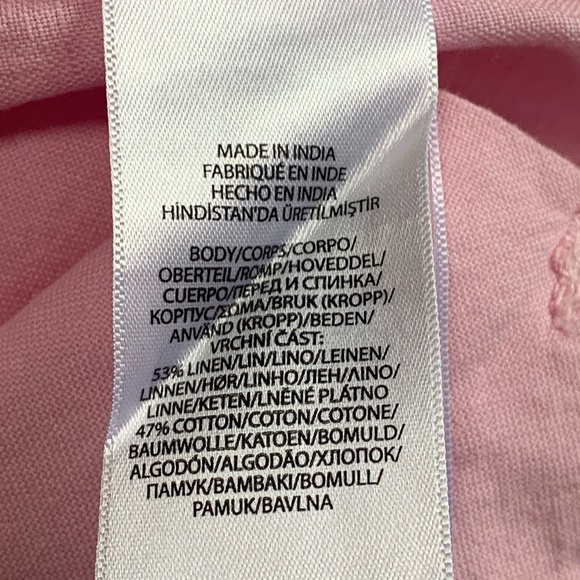 MADE IN INDIA
FABRIQUÉ EN INDE
HECHO EN INDIA
HİNDİSTAN'DA ÜRETİLMİŞTİR
BODY/CORPS/CORPO/
OBERTEIL/ROMP/HOVEDDEL/
CUERPO/ПЕРЕД И СПИНКА/
КОРПУС/ΣΩΜΑ/BRUK (KROPP)/
ANVÄND (KROPP)/BEDEN/
VRCHNÍ ČÁST:
53% LINEN/LIN/LINO/LEINEN/
LINNEN/HØR/LINHO/ЛЕН/ΛΙΝΟ/
LINNE/KETEN/LNĚNÉ PLÁTNO
47% COTTON/COTON/COTONE/
BAUMWOLLE/KATOEN/BOMULD/
ALGODÓN/ALGODÃO/ХЛОПОК/
ПАМУК/BAMBAKI/BOMULL/
PAMUK/BAVLNA